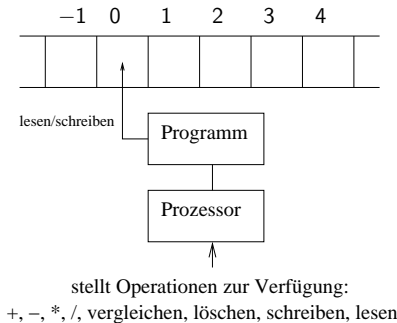 −1 0 1 2 3 4
lesen/schreiben
Programm
Prozessor
stellt Operationen zur Verfügung:
+, −, *, /, vergleichen, löschen, schreiben, lesen